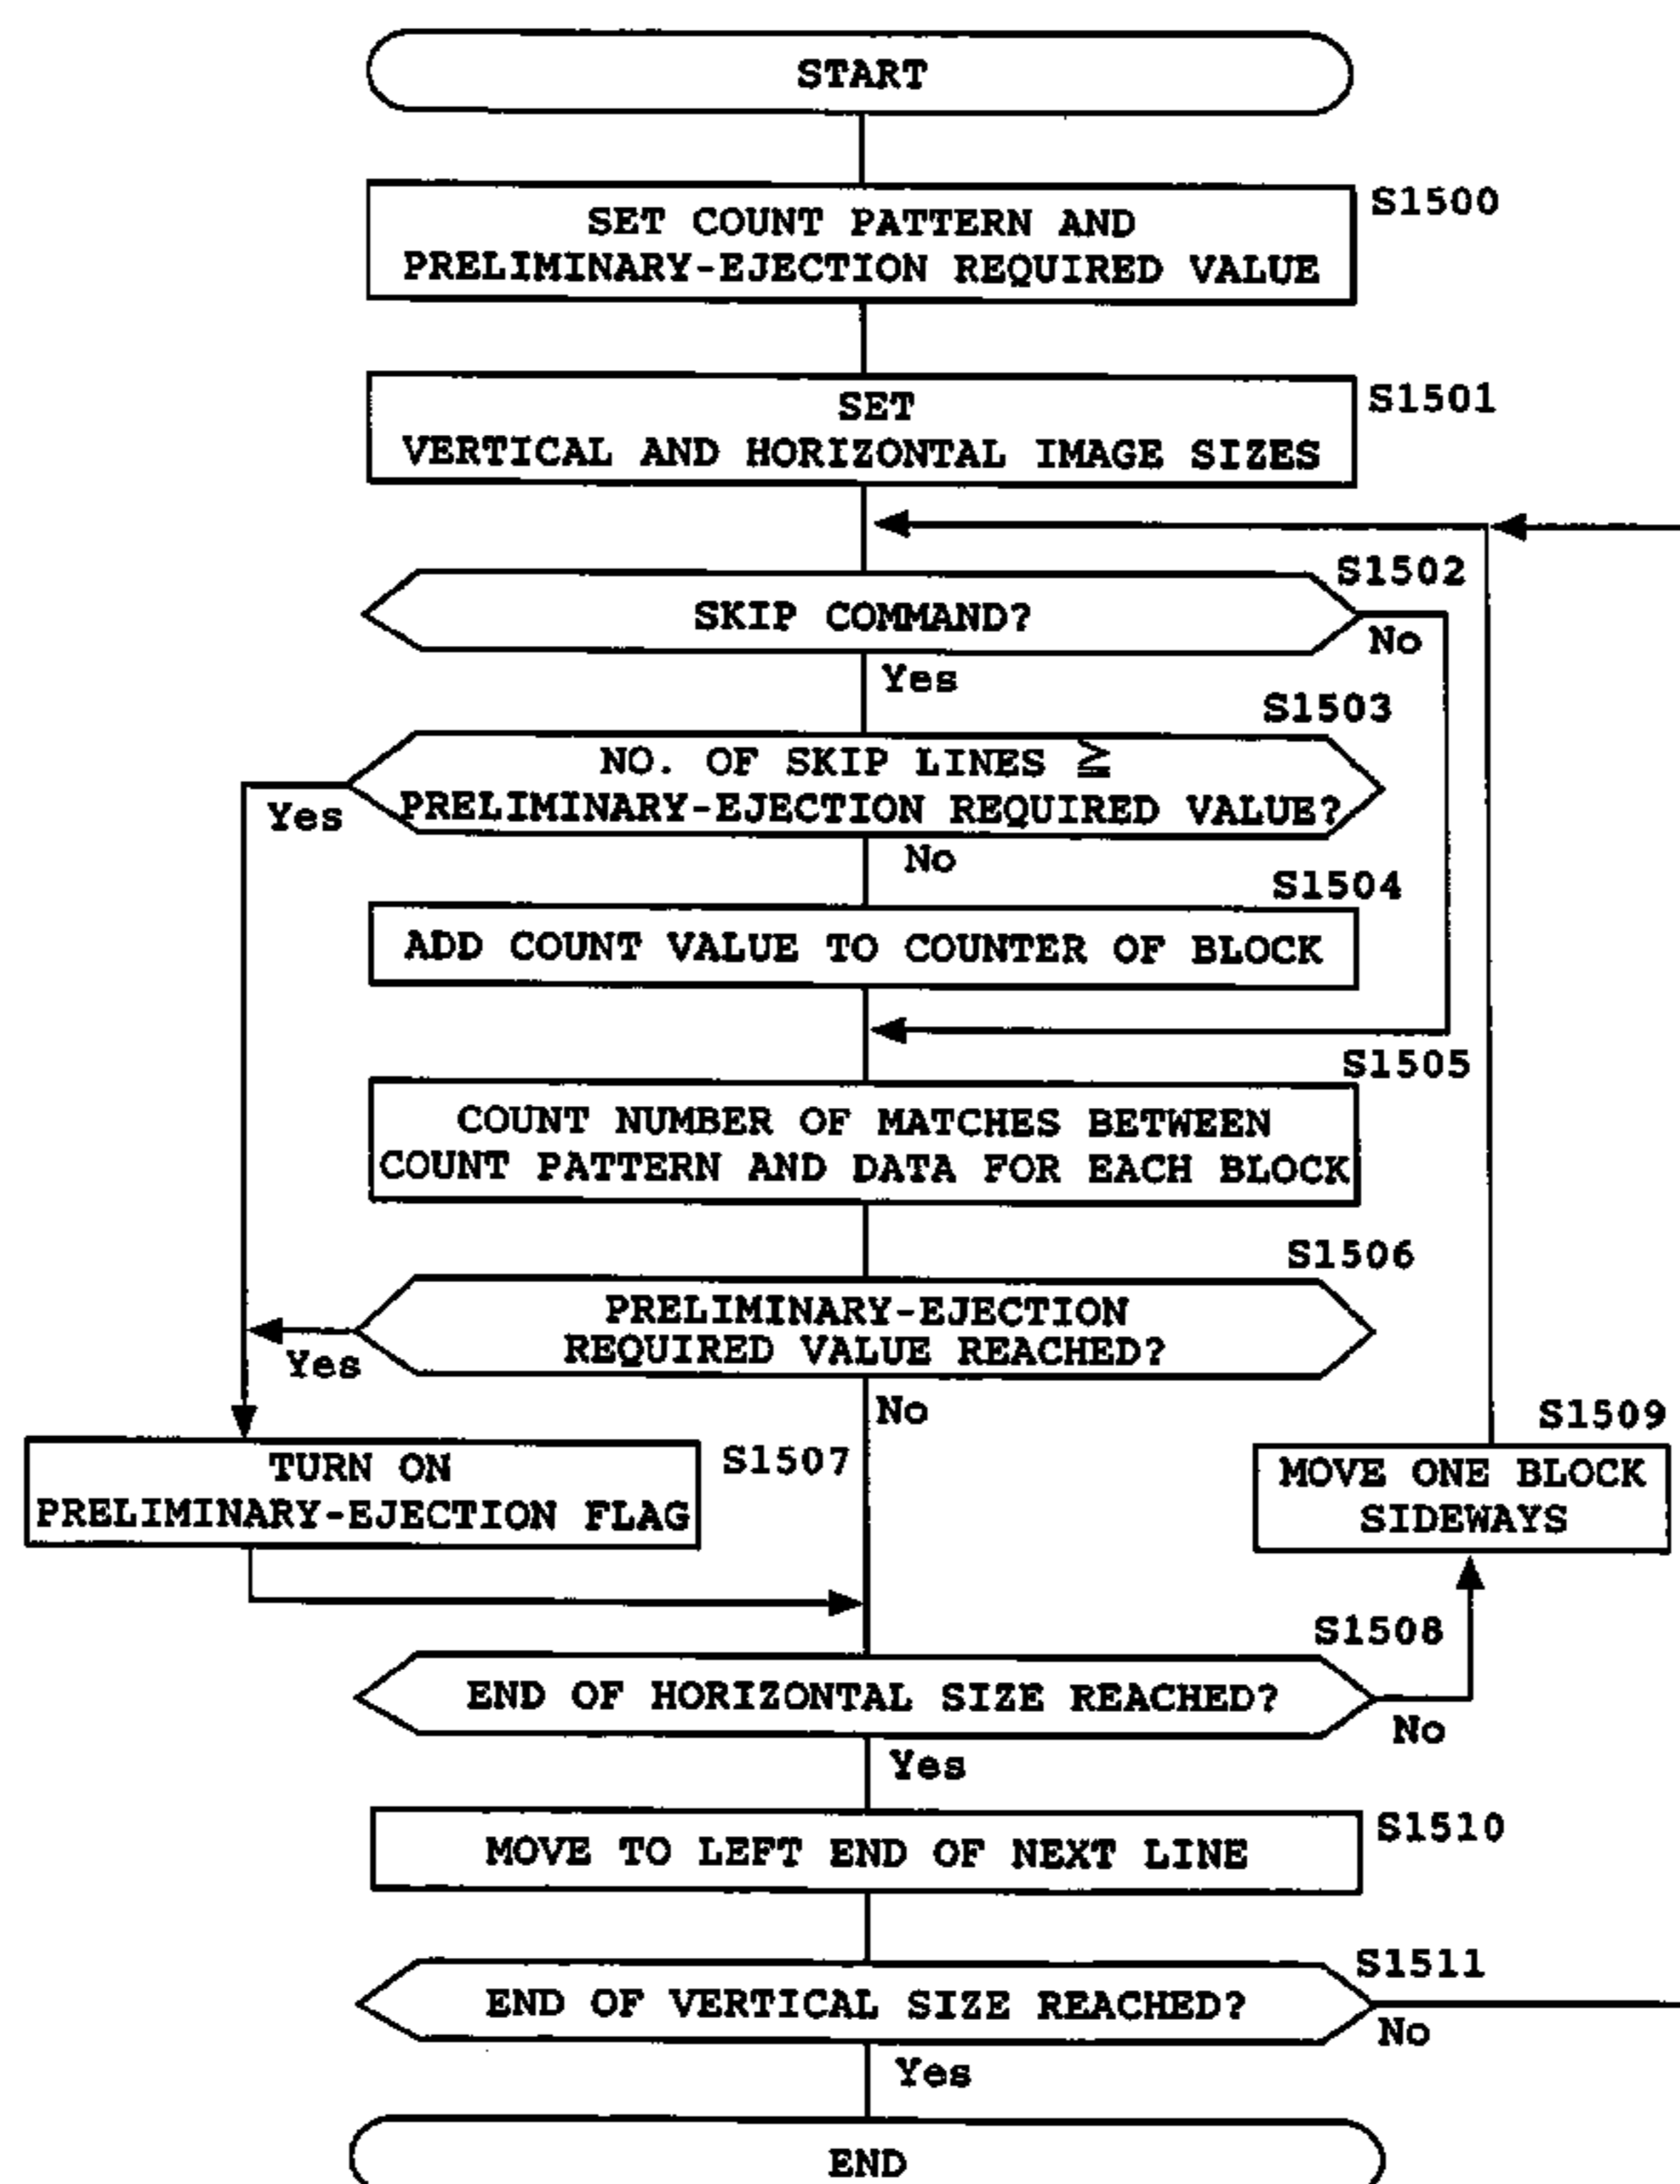 START
S1500
SET COUNT PATTERN AND
PRELIMINARY-EJECTION REQUIRED VALUE
S1501
SET
VERTICAL AND HORIZONTAL IMAGE SIZES
S1502
SKIP COMMAND?
No
Yes
S1503
NO. OF SKIP LINES ≧
PRELIMINARY-EJECTION REQUIRED VALUE?
Yes
No
S1504
ADD COUNT VALUE TO COUNTER OF BLOCK
S1505
COUNT NUMBER OF MATCHES BETWEEN
COUNT PATTERN AND DATA FOR EACH BLOCK
S1506
PRELIMINARY-EJECTION
REQUIRED VALUE REACHED?
Yes
No
S1507
TURN ON
PRELIMINARY-EJECTION FLAG
S1509
MOVE ONE BLOCK
SIDEWAYS
S1508
END OF HORIZONTAL SIZE REACHED?
No
Yes
S1510
MOVE TO LEFT END OF NEXT LINE
S1511
END OF VERTICAL SIZE REACHED?
No
Yes
END